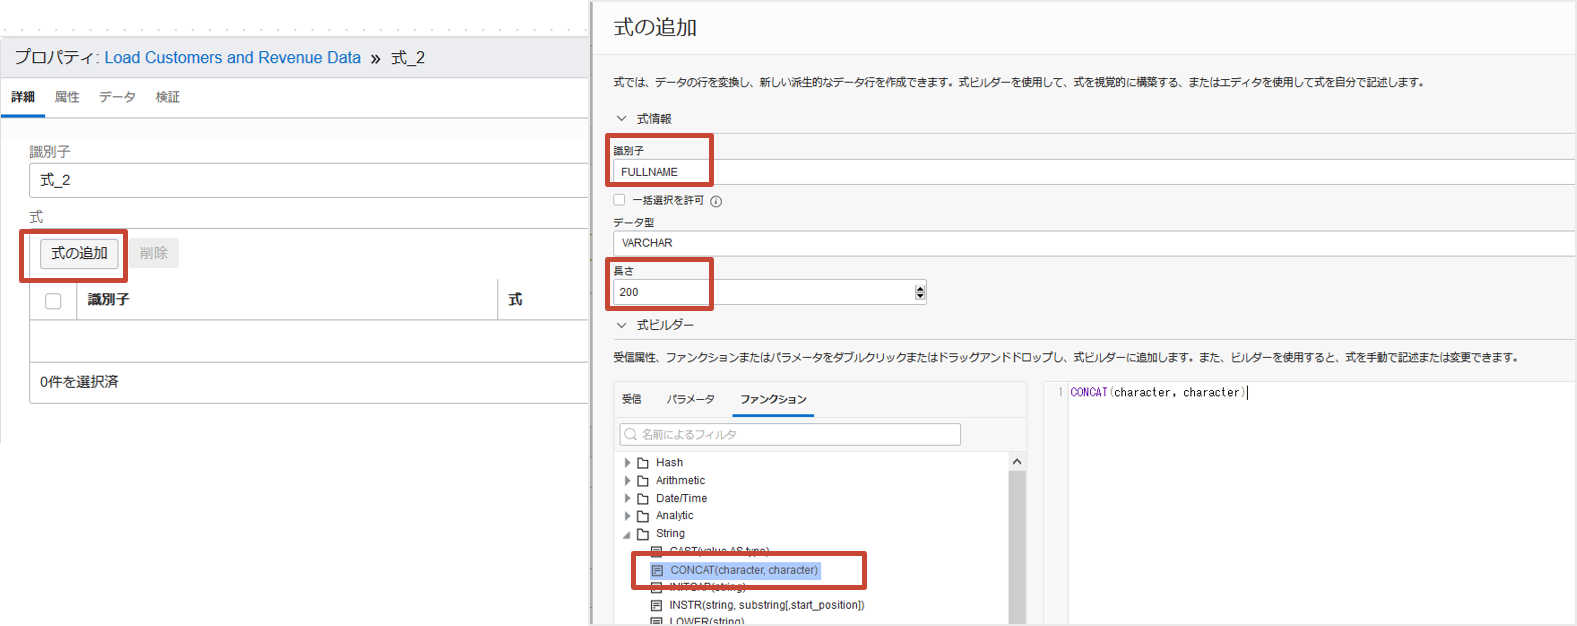 プロパティ: Load Customers and Revenue Data » 式_2
詳細 属性 データ 検証
識別子
式_2
式
式の追加 削除
識別子 式
0件を選択済
式の追加
式では、データの行を変換し、新しい派生的なデータ行を作成できます。式ビルダーを使用して、式を視覚的に構築する、またはエディタを使用して式を自分で記述します。
式情報
識別子
FULLNAME
一括選択を許可
データ型
VARCHAR
長さ
200
式ビルダー
受信属性、ファンクションまたはパラメータをダブルクリックまたはドラッグアンドドロップし、式ビルダーに追加します。また、ビルダーを使用すると、式を手動で記述または変更できます。
受信 パラメータ ファンクション
名前によるフィルタ
Hash
Arithmetic
Date/Time
Analytic
String
CAST(value AS type)
CONCAT(character, character)
INITCAP(string)
INSTR(string, substring[,start_position])
LOWER(string)
1 CONCAT(character, character)